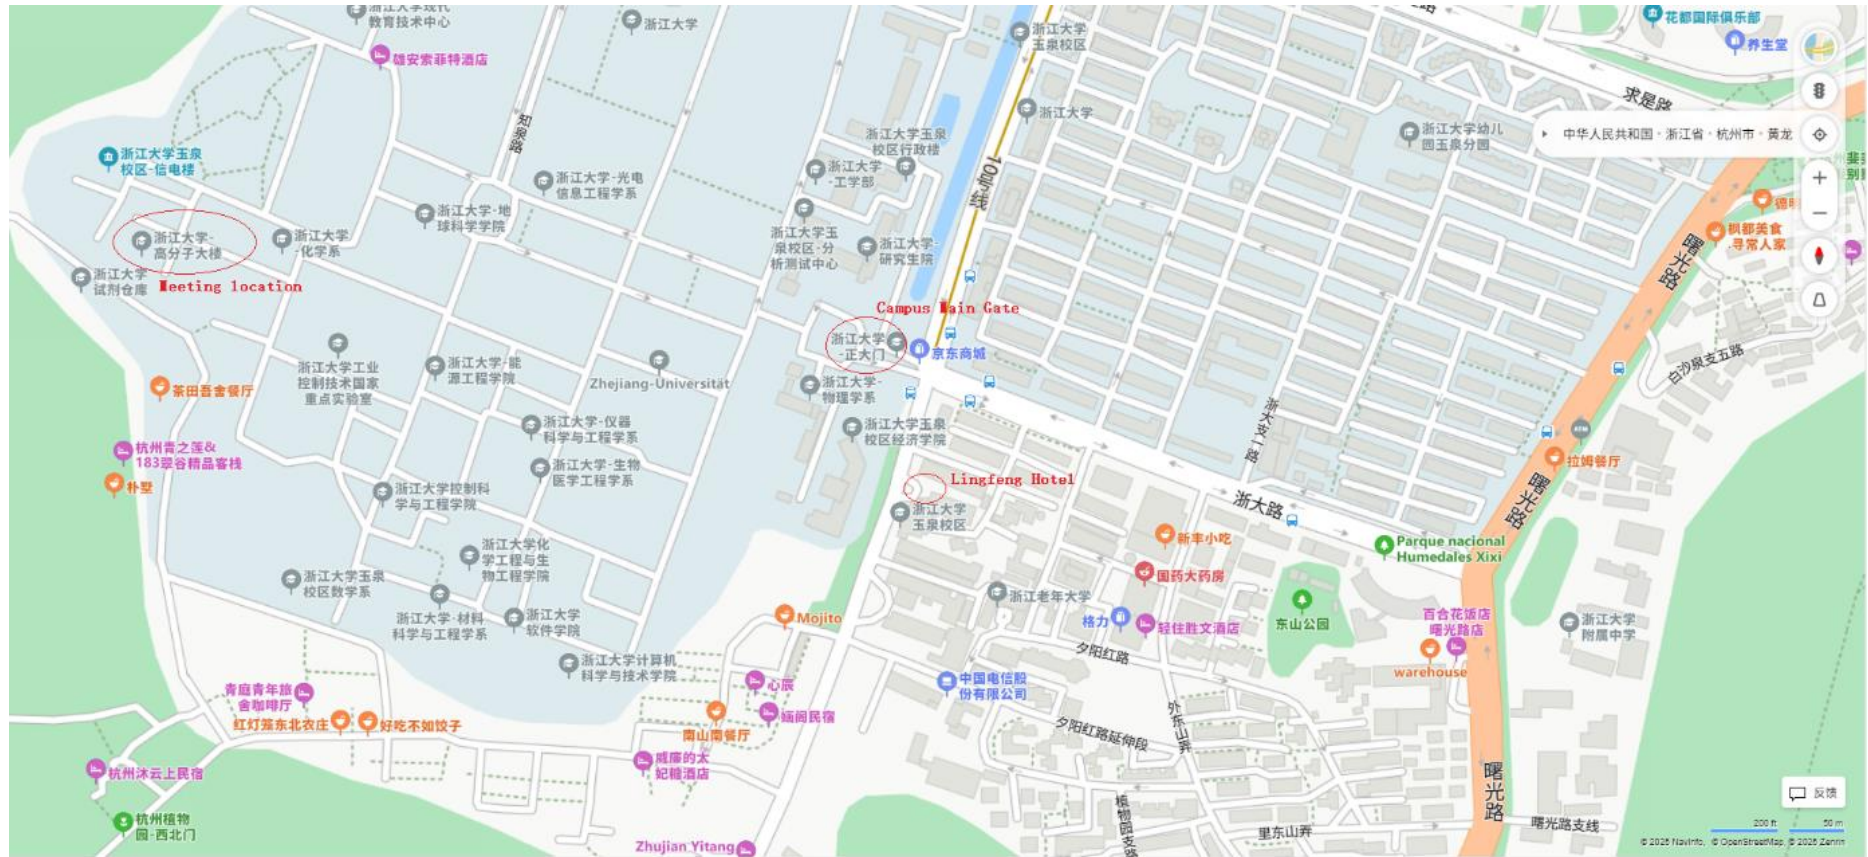 浙江大学现代
教育技术中心
雄安索菲特酒店
浙江大学
浙江大学
玉泉校区
花都国际俱乐部
养生堂
求是路
知泉路
浙江大学
浙江大学幼儿
园玉泉分园
中华人民共和国 · 浙江省 · 杭州市 · 黄龙
浙江大学玉泉
校区-信电楼
浙江大学-光电
信息工程学系
浙江大学玉泉
校区行政楼
浙江大学
-工学部
10号线
浙江大学-
高分子大楼
浙江大学
-化学系
浙江大学-地
球科学学院
浙江大学玉
泉校区-分
析测试中心
浙江大学-
研究生院
枫都美食
·寻常人家
曙光路
浙江大学
试剂仓库
Meeting location
Campus Main Gate
浙江大学
-正大门
京东商城
浙江大学工业
控制技术国家
重点实验室
浙江大学-能
源工程学院
Zhejiang-Universität
浙江大学-
物理学系
白沙泉支五路
茶田吾舍餐厅
浙江大学-仪器
科学与工程学系
浙江大学玉泉
校区经济学院
浙大支一路
ATM
拉姆餐厅
杭州青之莲&
183翠谷精品客栈
朴墅
浙江大学-生物
医学工程学系
浙江大学控制科
学与工程学院
Lingfeng Hotel
浙江大学
玉泉校区
浙大路
曙光路
新丰小吃
Parque nacional
Humedales Xixi
浙江大学化
学工程与生
物工程学院
浙江大学玉泉
校区数学系
国药大药房
浙江老年大学
浙江大学-材料
科学与工程学系
浙江大学
软件学院
Mojito
格力
轻住胜文酒店
东山公园
百合花饭店
曙光路店
浙江大学
附属中学
warehouse
浙江大学计算机
科学与技术学院
夕阳红路
青庭青年旅
舍咖啡厅
心辰
中国电信股
份有限公司
红灯笼东北农庄
好吃不如饺子
南山南餐厅
夕阳红路延伸段
外东山弄
杭州沐云上民宿
威廉的太
妃糖酒店
曙光路
反馈
杭州植物
园-西北门
里东山弄
曙光路支线
Zhujian Yitang
200 ft
50 m
© 2025 NavInfo, © OpenStreetMap, © 2025 Zenrin